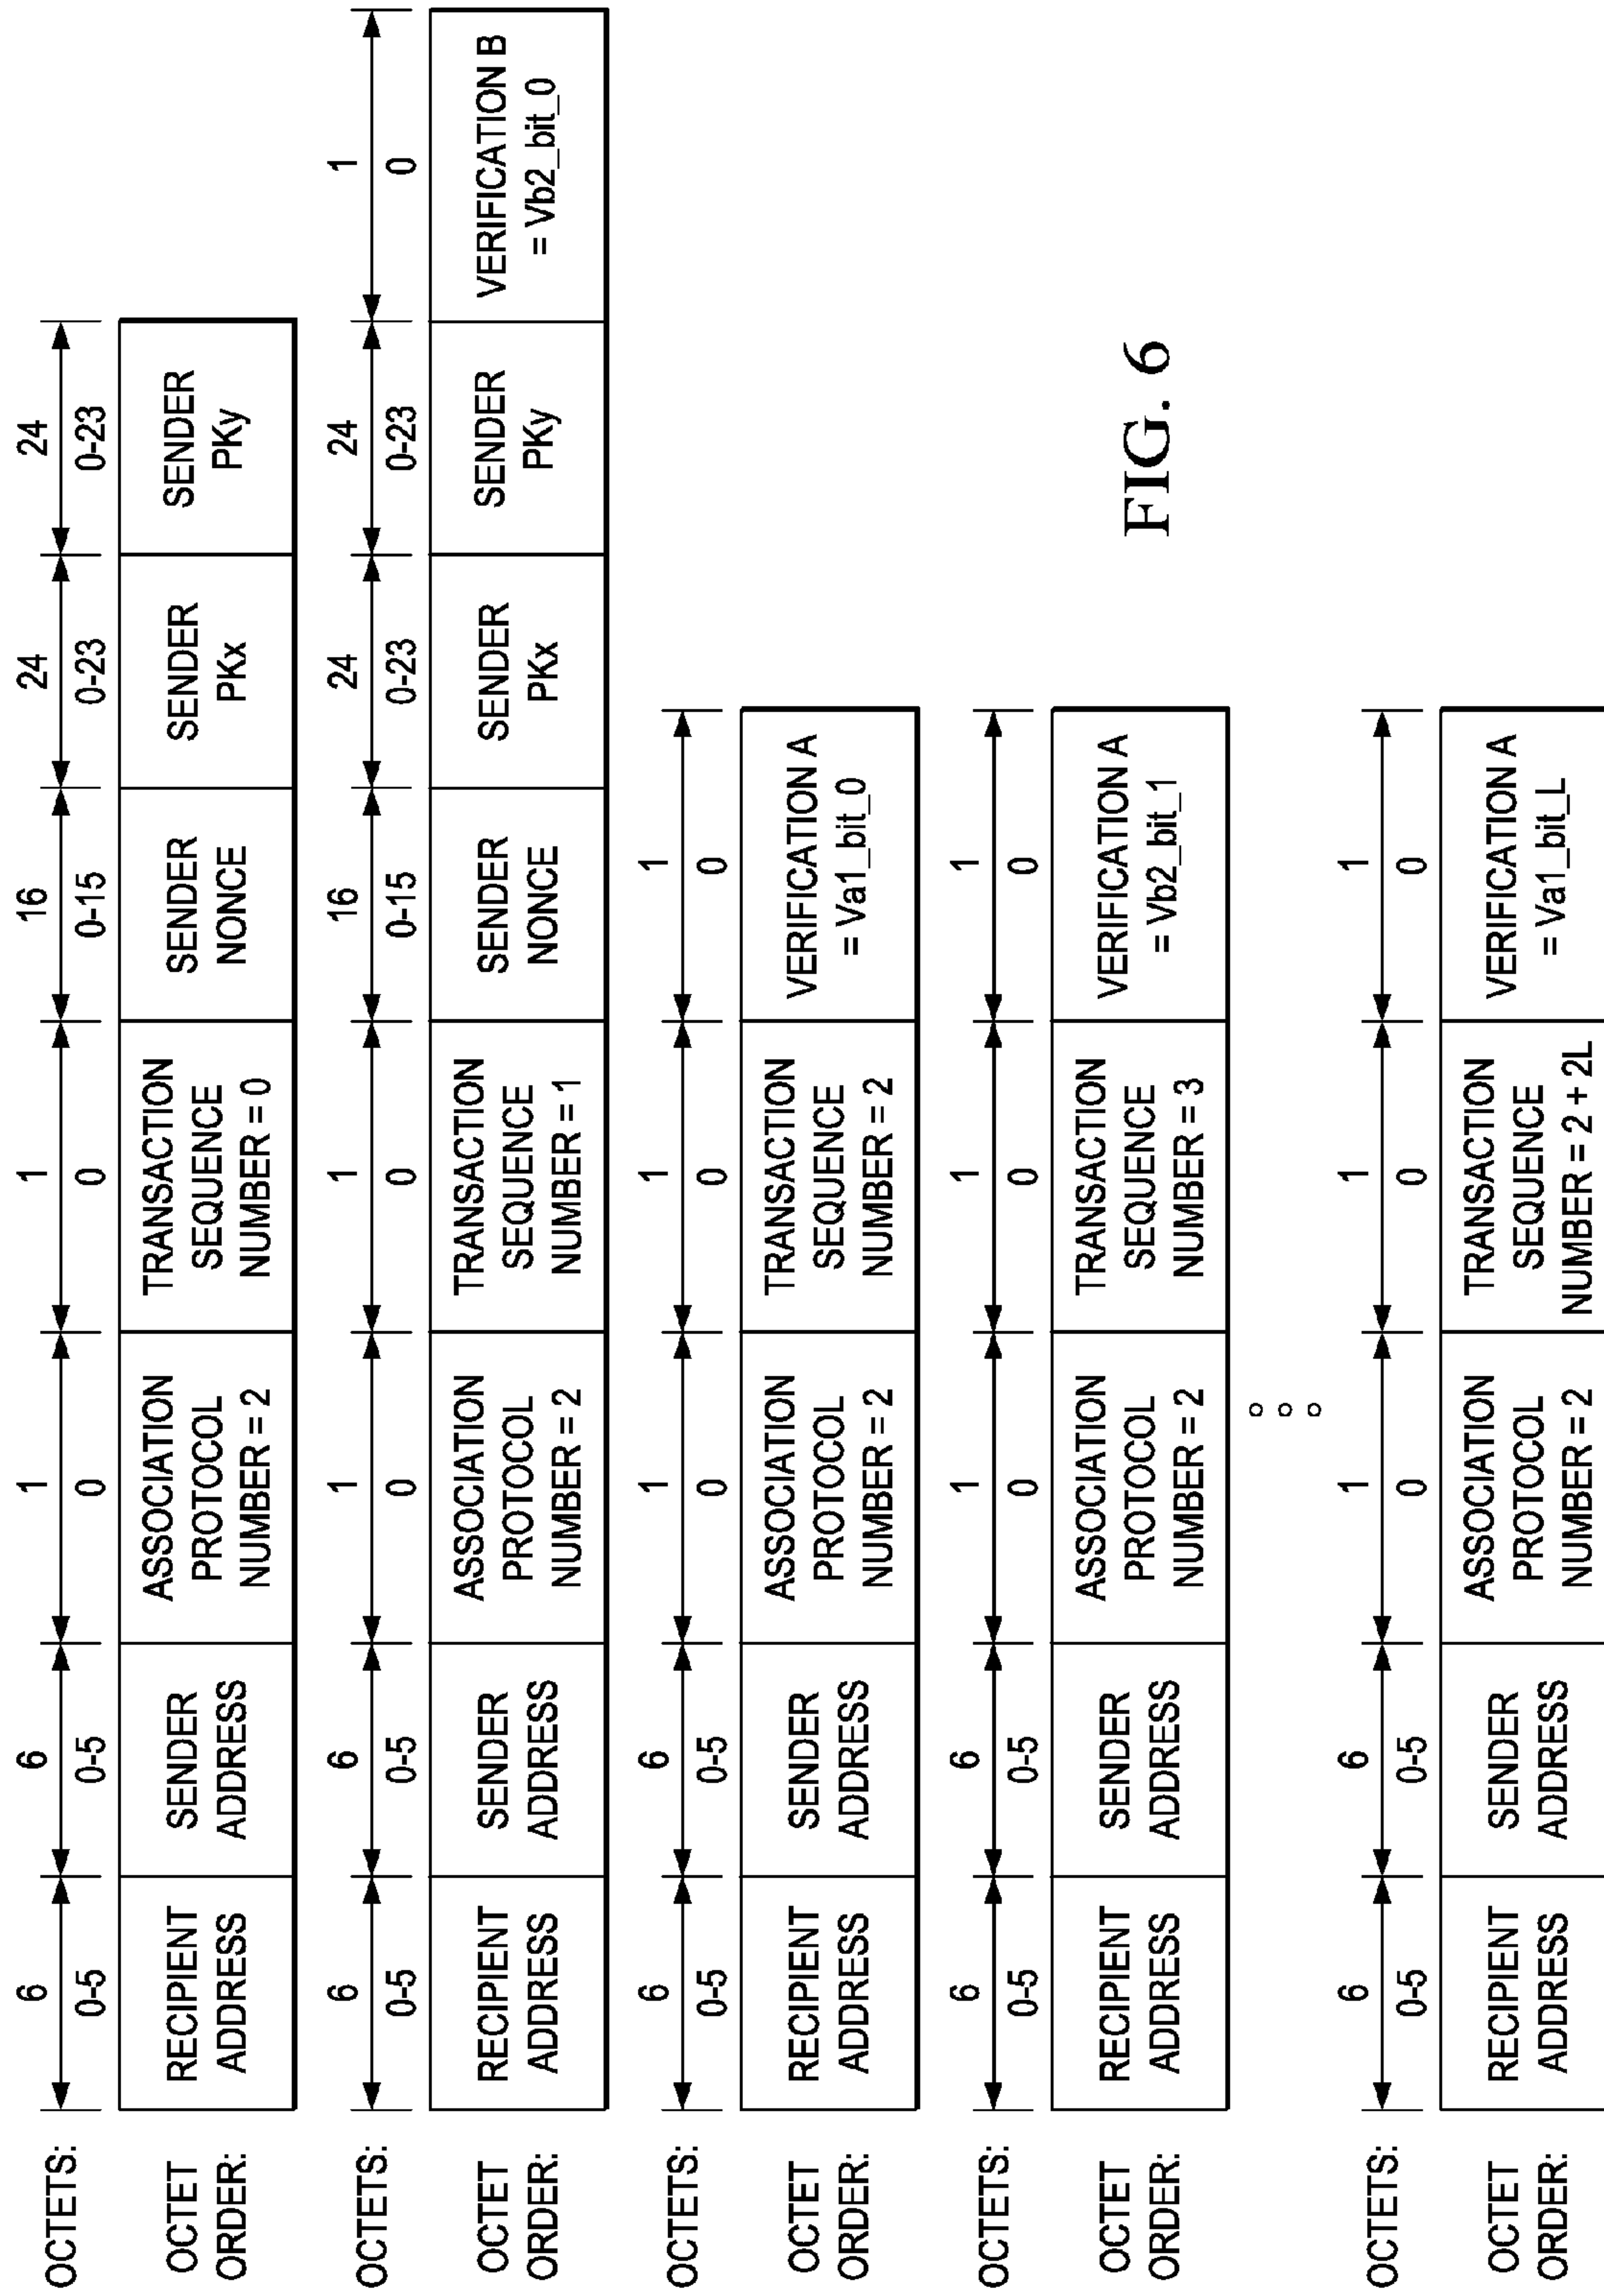 OCTETS: 6 6 1 1 16 24 24
0-5 0-5 0 0 0-15 0-23 0-23
OCTET
ORDER:
RECIPIENT
ADDRESS
SENDER
ADDRESS
ASSOCIATION
PROTOCOL
NUMBER = 2
TRANSACTION
SEQUENCE
NUMBER = 0
SENDER
NONCE
SENDER
PKx
SENDER
PKy
OCTETS: 6 6 1 1 16 24 24 1
0-5 0-5 0 0 0-15 0-23 0-23 0
OCTET
ORDER:
RECIPIENT
ADDRESS
SENDER
ADDRESS
ASSOCIATION
PROTOCOL
NUMBER = 2
TRANSACTION
SEQUENCE
NUMBER = 1
SENDER
NONCE
SENDER
PKx
SENDER
PKy
VERIFICATION B
= Vb2_bit_0
OCTETS: 6 6 1 1 1
0-5 0-5 0 0 0
OCTET
ORDER:
RECIPIENT
ADDRESS
SENDER
ADDRESS
ASSOCIATION
PROTOCOL
NUMBER = 2
TRANSACTION
SEQUENCE
NUMBER = 2
VERIFICATION A
= Va1_bit_0
OCTETS: 6 6 1 1 1
0-5 0-5 0 0 0
OCTET
ORDER:
RECIPIENT
ADDRESS
SENDER
ADDRESS
ASSOCIATION
PROTOCOL
NUMBER = 2
TRANSACTION
SEQUENCE
NUMBER = 3
VERIFICATION A
= Vb2_bit_1
FIG. 6
OCTETS: 6 6 1 1 1
0-5 0-5 0 0 0
OCTET
ORDER:
RECIPIENT
ADDRESS
SENDER
ADDRESS
ASSOCIATION
PROTOCOL
NUMBER = 2
TRANSACTION
SEQUENCE
NUMBER = 2 + 2L
VERIFICATION A
= Va1_bit_L